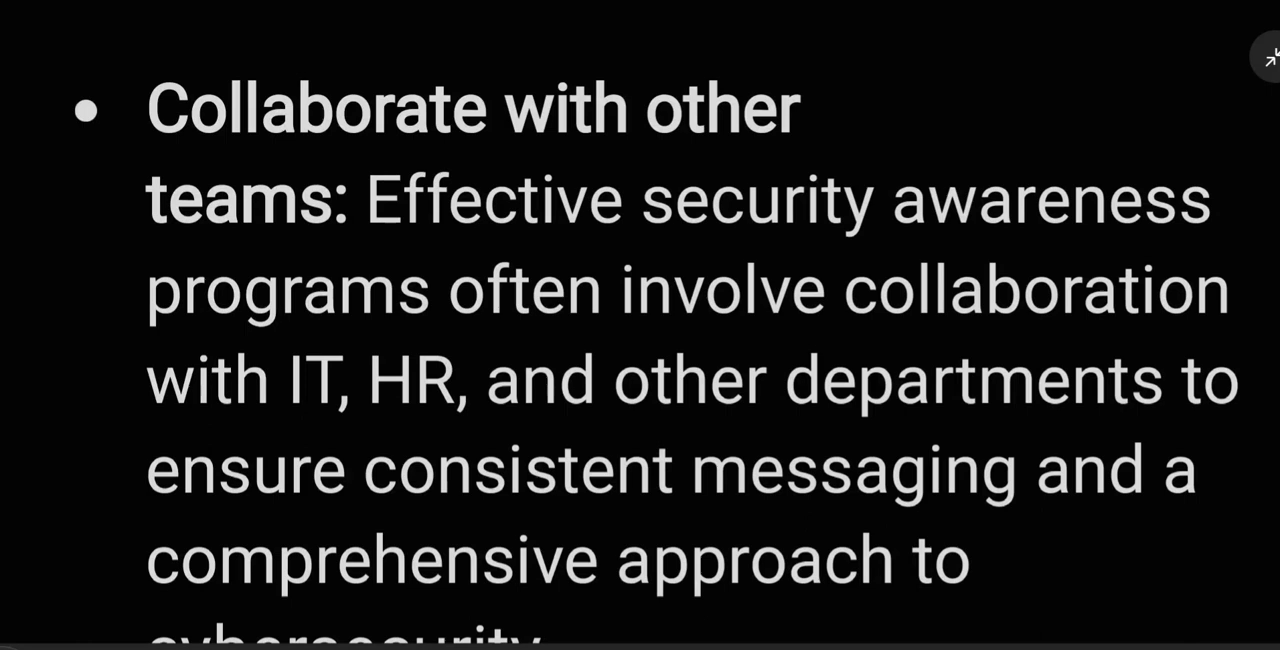 • Collaborate with other
teams: Effective security awareness
programs often involve collaboration
with IT, HR, and other departments to
ensure consistent messaging and a
comprehensive approach to
cybersecurity